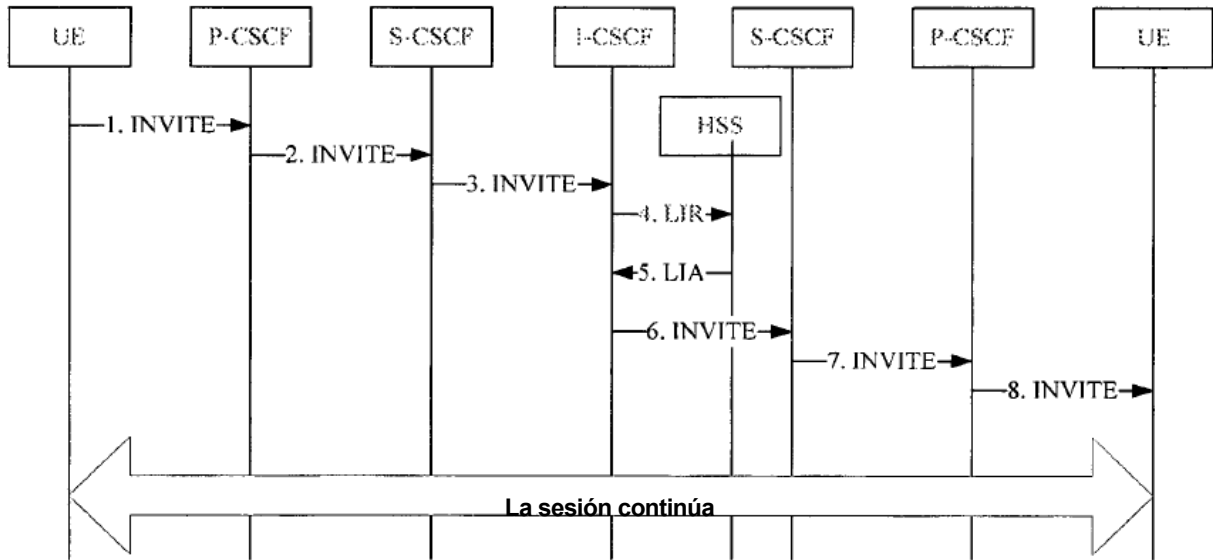 UE
P-CSCF
S-CSCF
I-CSCF
S-CSCF
P-CSCF
UE
HSS
1. INVITE
2. INVITE
3. INVITE
4. LIR
5. LIA
6. INVITE
7. INVITE
8. INVITE
La sesión continúa